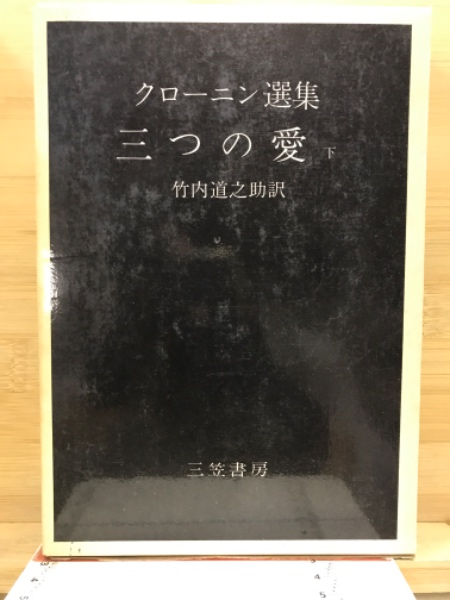 クローニン選集
三つの愛 下
竹内道之助訳
三笠書房